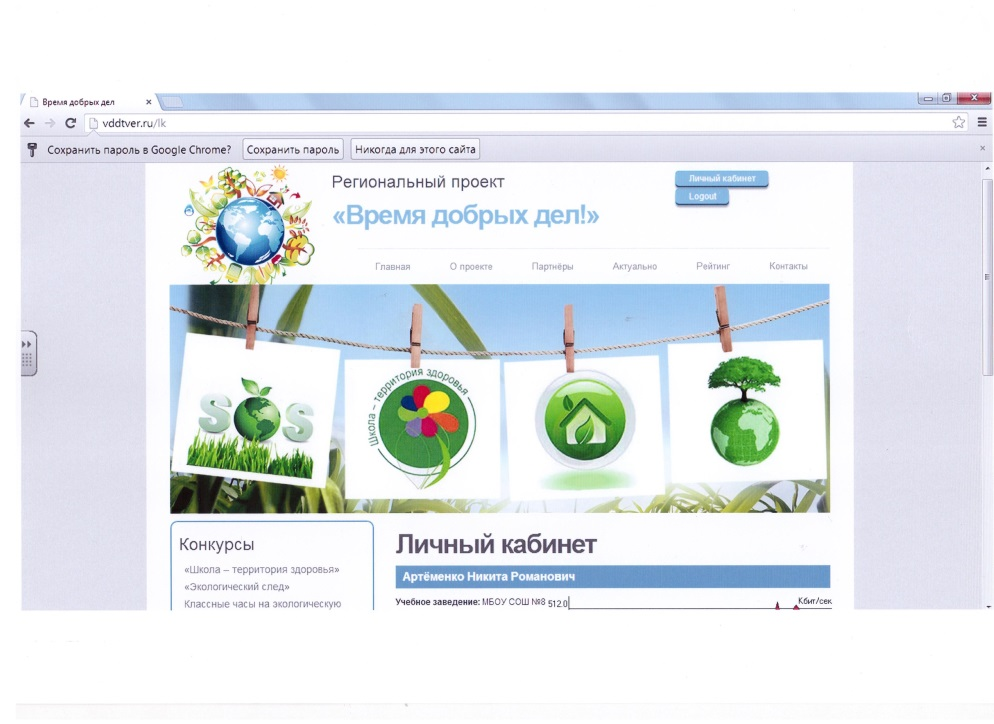 Время добрых дел
vddtver.ru/lk
Сохранить пароль в Google Chrome? Сохранить пароль Никогда для этого сайта
Региональный проект
«Время добрых дел!»
Личный кабинет
Logout
Главная О проекте Партнёры Актуально Рейтинг Контакты
SOS
Школа – территория здоровья
Конкурсы
«Школа – территория здоровья»
«Экологический след»
Классные часы на экологическую
Личный кабинет
Артёменко Никита Романович
Учебное заведение: МБОУ СОШ №8 512.0 Кбит/сек